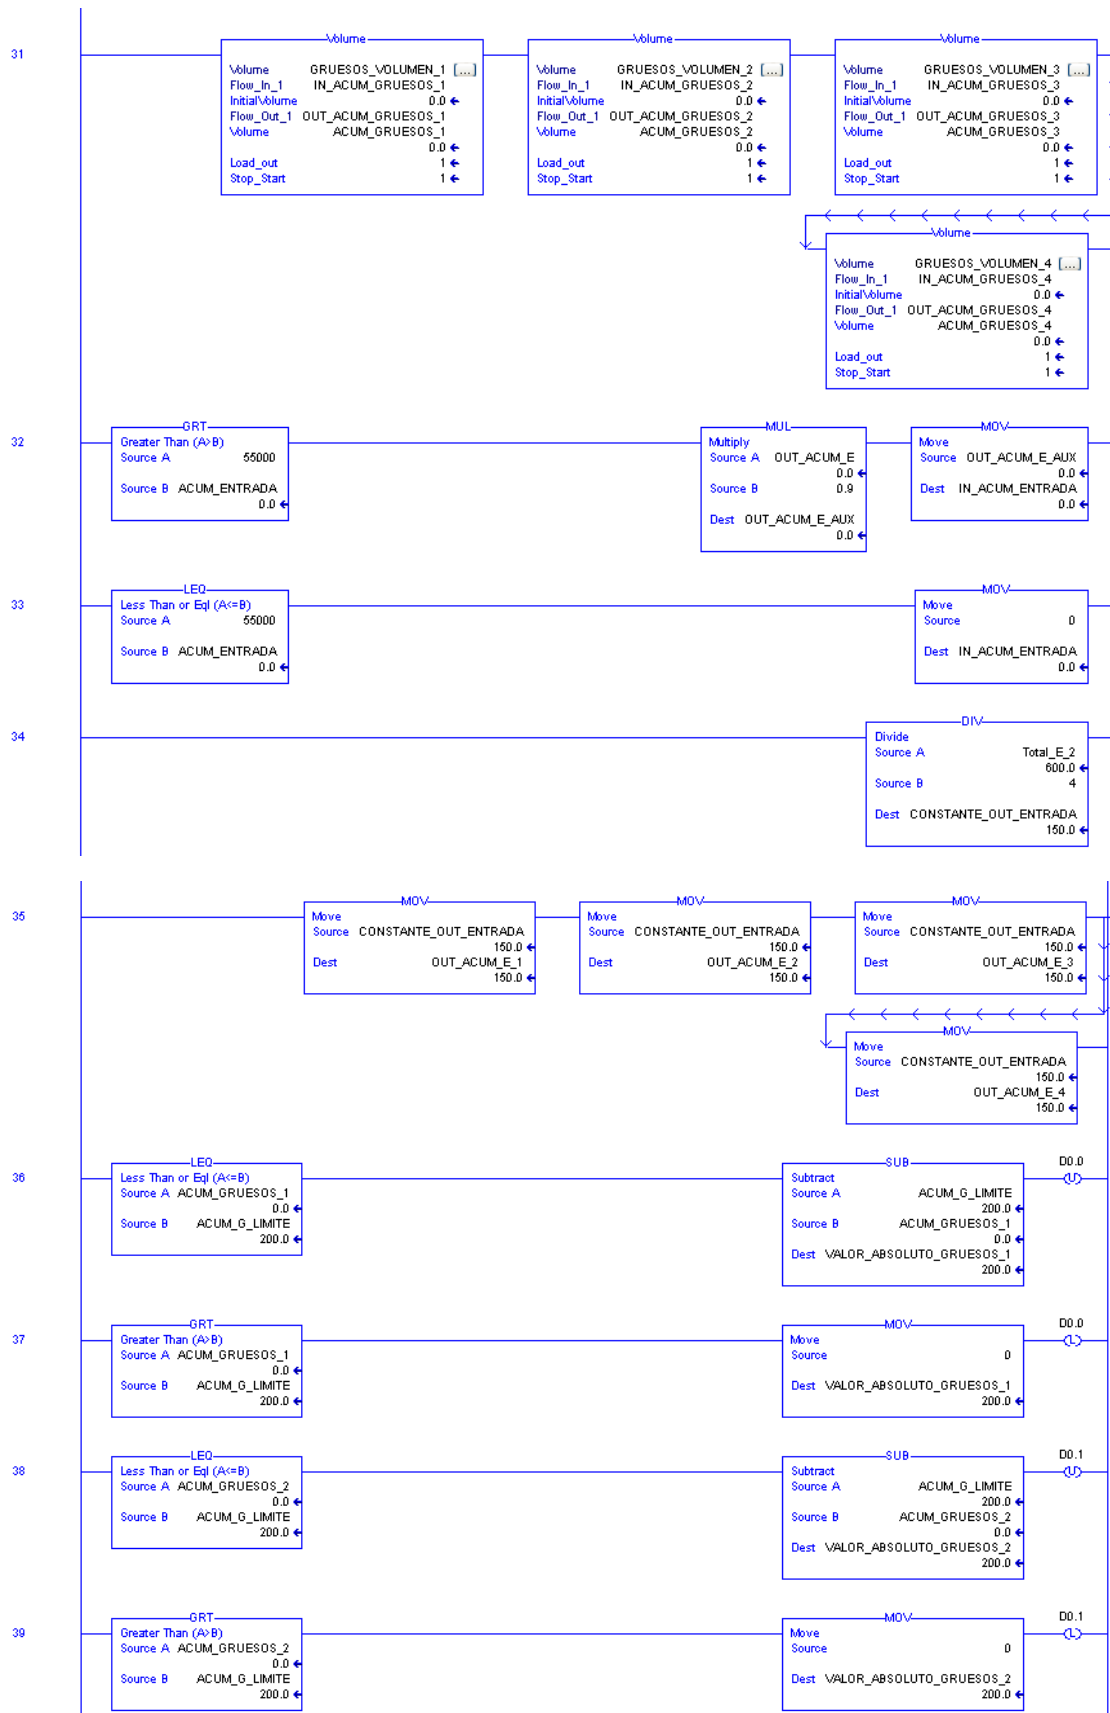 31
Volume
Volume GRUESOS_VOLUMEN_1 [...]
Flow_In_1 IN_ACUM_GRUESOS_1
InitialVolume 0.0
Flow_Out_1 OUT_ACUM_GRUESOS_1
Volume ACUM_GRUESOS_1
0.0
Load_out 1
Stop_Start 1
Volume
Volume GRUESOS_VOLUMEN_2 [...]
Flow_In_1 IN_ACUM_GRUESOS_2
InitialVolume 0.0
Flow_Out_1 OUT_ACUM_GRUESOS_2
Volume ACUM_GRUESOS_2
0.0
Load_out 1
Stop_Start 1
Volume
Volume GRUESOS_VOLUMEN_3 [...]
Flow_In_1 IN_ACUM_GRUESOS_3
InitialVolume 0.0
Flow_Out_1 OUT_ACUM_GRUESOS_3
Volume ACUM_GRUESOS_3
0.0
Load_out 1
Stop_Start 1
Volume
Volume GRUESOS_VOLUMEN_4 [...]
Flow_In_1 IN_ACUM_GRUESOS_4
InitialVolume 0.0
Flow_Out_1 OUT_ACUM_GRUESOS_4
Volume ACUM_GRUESOS_4
0.0
Load_out 1
Stop_Start 1
32
GRT
Greater Than (A>B)
Source A 55000
Source B ACUM_ENTRADA
0.0
MUL
Multiply
Source A OUT_ACUM_E
0.0
Source B 0.9
Dest OUT_ACUM_E_AUX
0.0
MOV
Move
Source OUT_ACUM_E_AUX
0.0
Dest IN_ACUM_ENTRADA
0.0
33
LEQ
Less Than or Eql (A<=B)
Source A 55000
Source B ACUM_ENTRADA
0.0
MOV
Move
Source 0
Dest IN_ACUM_ENTRADA
0.0
34
DIV
Divide
Source A Total_E_2
600.0
Source B 4
Dest CONSTANTE_OUT_ENTRADA
150.0
35
MOV
Move
Source CONSTANTE_OUT_ENTRADA
150.0
Dest OUT_ACUM_E_1
150.0
MOV
Move
Source CONSTANTE_OUT_ENTRADA
150.0
Dest OUT_ACUM_E_2
150.0
MOV
Move
Source CONSTANTE_OUT_ENTRADA
150.0
Dest OUT_ACUM_E_3
150.0
MOV
Move
Source CONSTANTE_OUT_ENTRADA
150.0
Dest OUT_ACUM_E_4
150.0
36
LEQ
Less Than or Eql (A<=B)
Source A ACUM_GRUESOS_1
0.0
Source B ACUM_G_LIMITE
200.0
SUB
Subtract
Source A ACUM_G_LIMITE
200.0
Source B ACUM_GRUESOS_1
0.0
Dest VALOR_ABSOLUTO_GRUESOS_1
200.0
D0.0
U
37
GRT
Greater Than (A>B)
Source A ACUM_GRUESOS_1
0.0
Source B ACUM_G_LIMITE
200.0
MOV
Move
Source 0
Dest VALOR_ABSOLUTO_GRUESOS_1
200.0
D0.0
L
38
LEQ
Less Than or Eql (A<=B)
Source A ACUM_GRUESOS_2
0.0
Source B ACUM_G_LIMITE
200.0
SUB
Subtract
Source A ACUM_G_LIMITE
200.0
Source B ACUM_GRUESOS_2
0.0
Dest VALOR_ABSOLUTO_GRUESOS_2
200.0
D0.1
U
39
GRT
Greater Than (A>B)
Source A ACUM_GRUESOS_2
0.0
Source B ACUM_G_LIMITE
200.0
MOV
Move
Source 0
Dest VALOR_ABSOLUTO_GRUESOS_2
200.0
D0.1
L